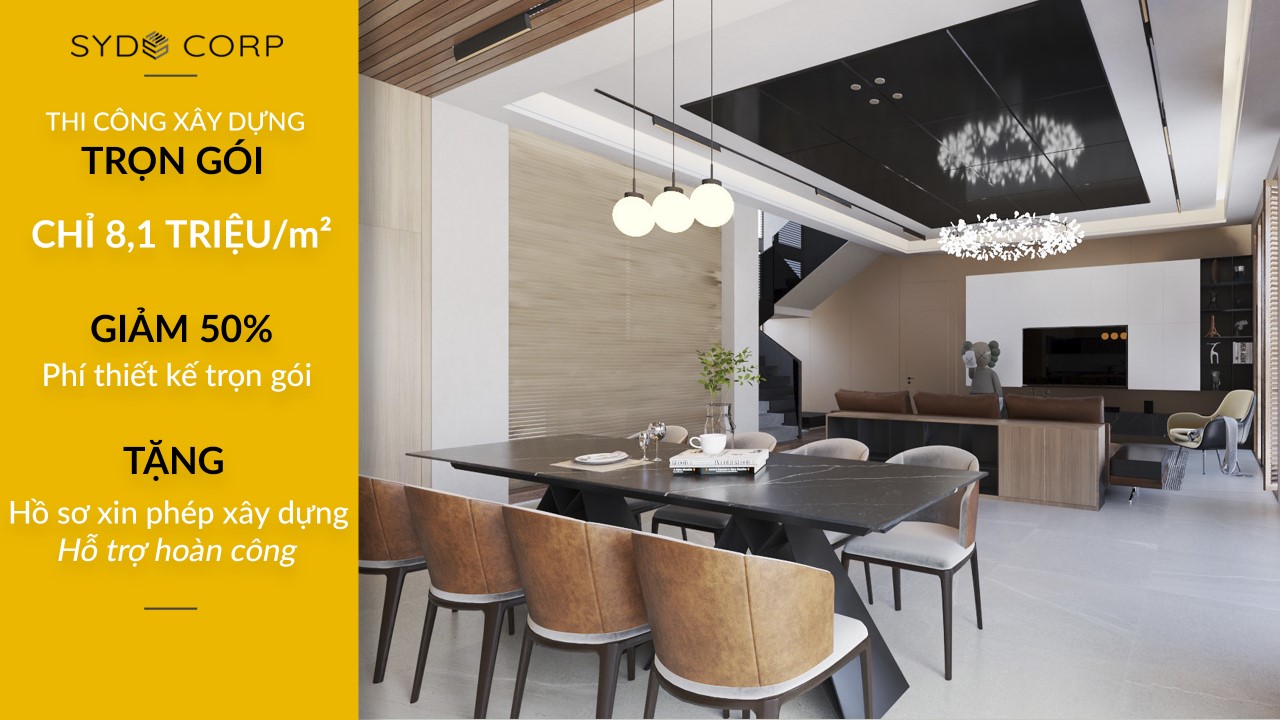 SYDE CORP
THI CÔNG XÂY DỰNG
TRỌN GÓI
CHỈ 8,1 TRIỆU/m²
GIẢM 50%
Phí thiết kế trọn gói
TẶNG
Hồ sơ xin phép xây dựng
Hỗ trợ hoàn công